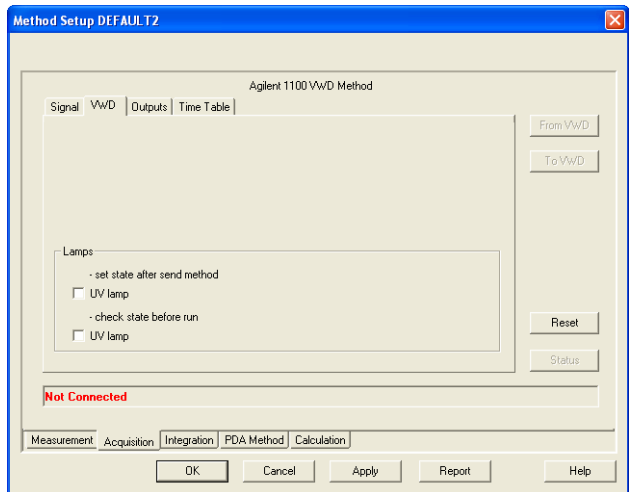 Method Setup DEFAULT2
Agilent 1100 VWD Method
Signal VWD Outputs Time Table
From VWD
To VWD
Lamps
- set state after send method
UV lamp
- check state before run
UV lamp
Reset
Status
Not Connected
Measurement Acquisition Integration PDA Method Calculation
OK Cancel Apply Report Help